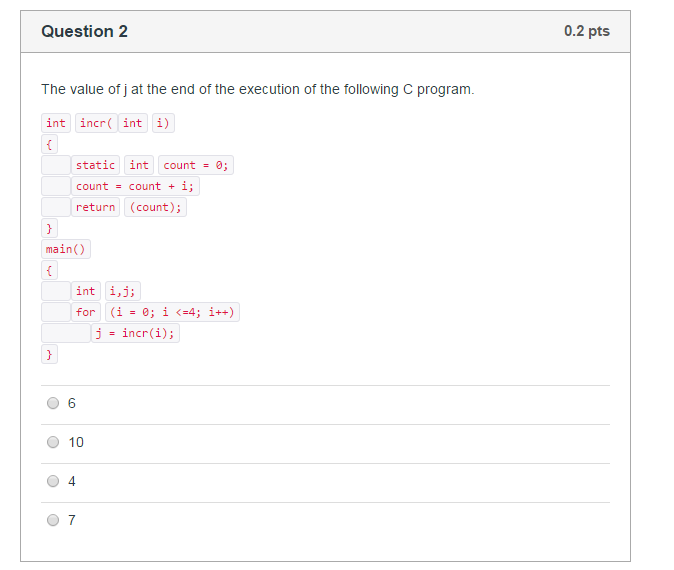 Question 2 0.2 pts
The value of j at the end of the execution of the following C program.
int incr( int i)
{
static int count = 0;
count = count + i;
return (count);
}
main()
{
int i,j;
for (i = 0; i <=4; i++)
j = incr(i);
}
6
10
4
7